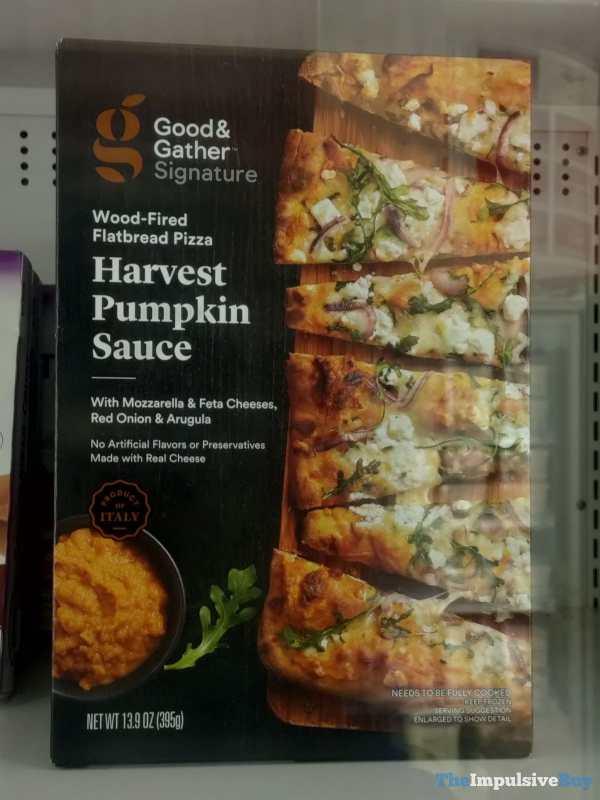 Good&
Gather™
Signature
Wood-Fired
Flatbread Pizza
Harvest
Pumpkin
Sauce
With Mozzarella & Feta Cheeses,
Red Onion & Arugula
No Artificial Flavors or Preservatives
Made with Real Cheese
PRODUCT
OF
ITALY
NET WT 13.9 OZ (395g)
NEEDS TO BE FULLY COOKED
KEEP FROZEN
SERVING SUGGESTION
ENLARGED TO SHOW DETAIL
TheImpulsiveBuy